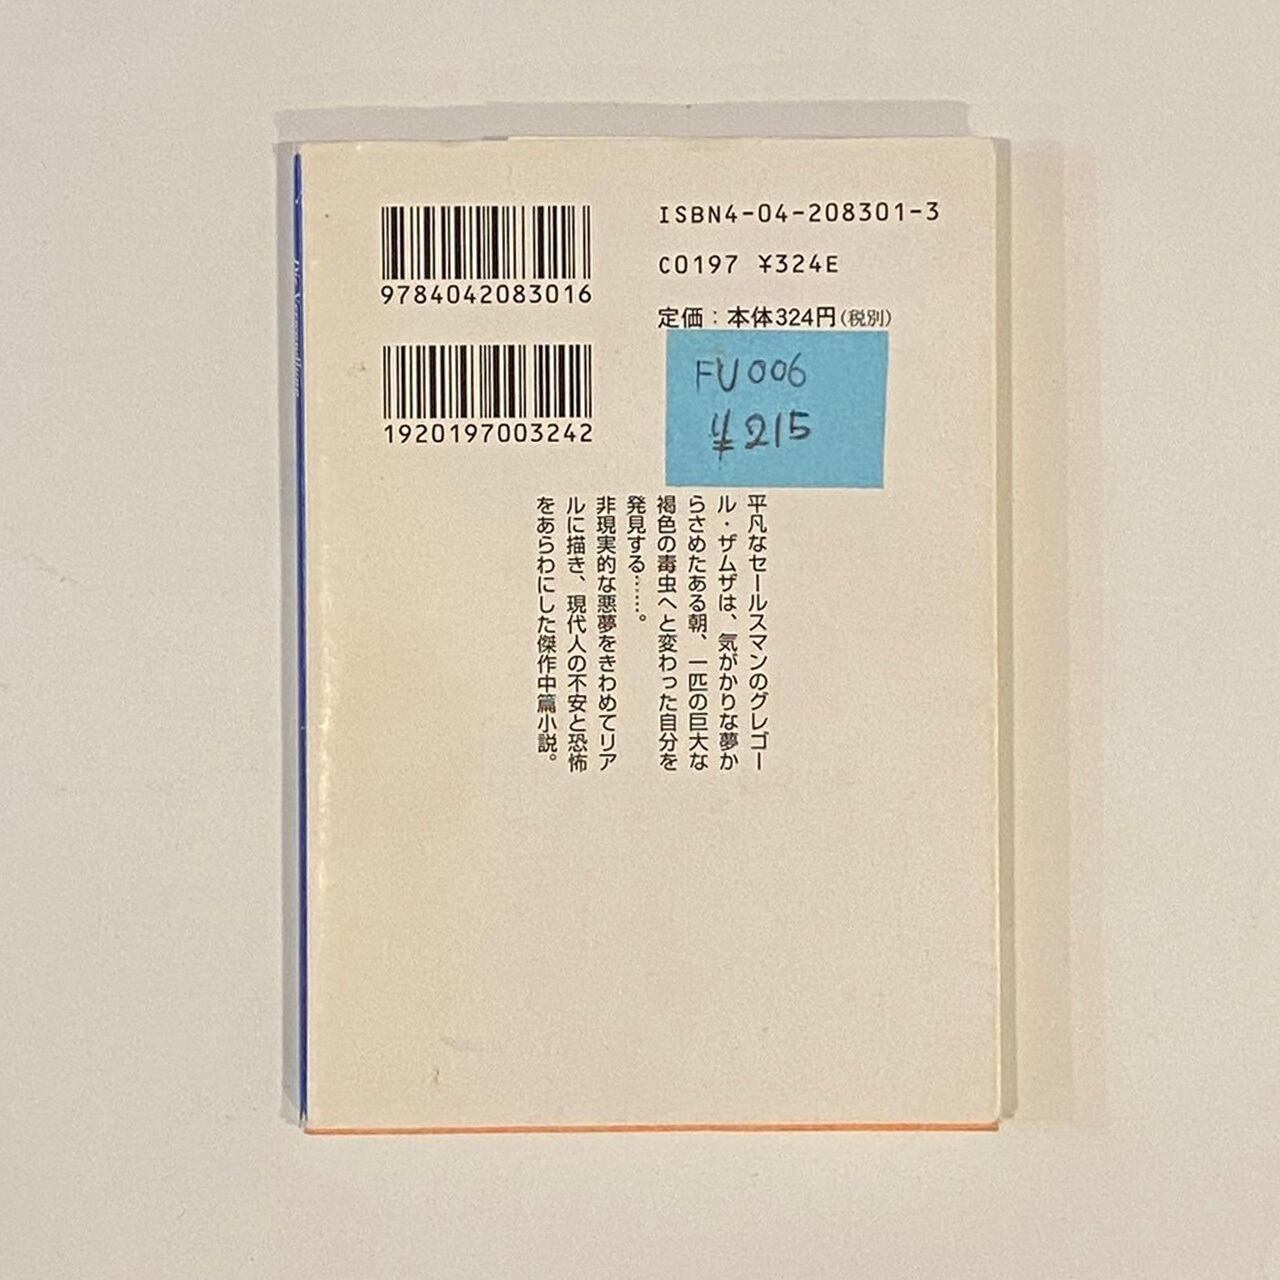 ISBN4-04-208301-3
C0197 ¥324E
定価：本体324円(税別)
9784042083016
1920197003242
FU006
¥215
平凡なセールスマンのグレゴー
ル・ザムザは、気がかりな夢か
らさめたある朝、一匹の巨大な
褐色の毒虫へと変わった自分を
発見する……。
非現実的な悪夢をきわめてリア
ルに描き、現代人の不安と恐怖
をあらわにした傑作中篇小説。
Die Verwandlung